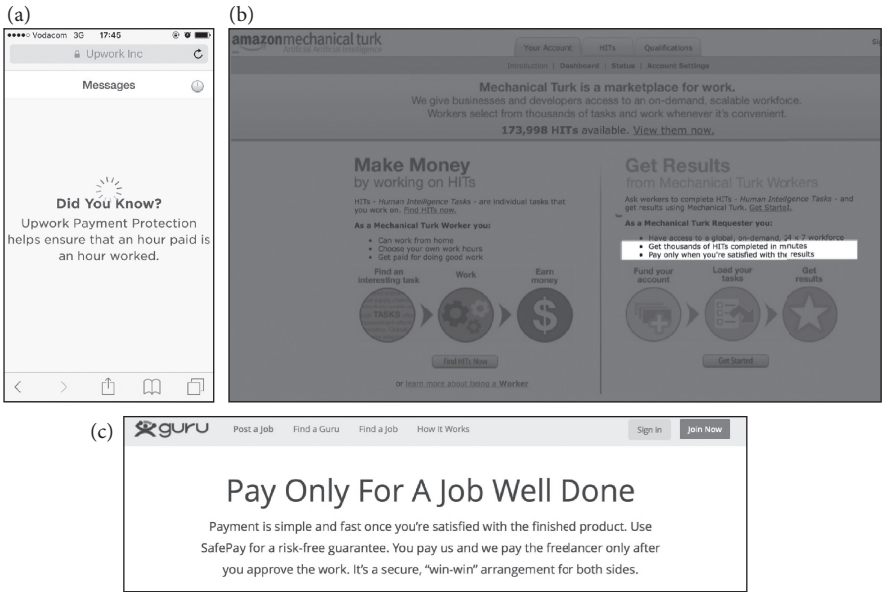 (a)
Vodacom 3G 17:45
Upwork Inc
Messages
Did You Know?
Upwork Payment Protection
helps ensure that an hour paid is
an hour worked.
(b)
amazonmechanical turk
Artificial Artificial Intelligence
Your Account HITs Qualifications
Introduction | Dashboard | Status | Account Settings
Mechanical Turk is a marketplace for work.
We give businesses and developers access to an on-demand, scalable workforce.
Workers select from thousands of tasks and work whenever it's convenient.
173,998 HITs available. View them now.
Make Money
by working on HITs
HITs - Human Intelligence Tasks - are individual tasks that
you work on. Find HITs now.
As a Mechanical Turk Worker you:
• Can work from home
• Choose your own work hours
• Get paid for doing good work
Find an
interesting task
Work
Earn
money
TASKS
$
Find HITs Now
or learn more about being a Worker
Get Results
from Mechanical Turk Workers
Ask workers to complete HITs - Human Intelligence Tasks - and
get results using Mechanical Turk. Get Started.
As a Mechanical Turk Requester you:
• Have access to a global, on-demand, 24 x 7 workforce
• Get thousands of HITs completed in minutes
• Pay only when you're satisfied with the results
Fund your
account
Load your
tasks
Get
results
Get Started
(c)
guru Post a Job Find a Guru Find a Job How It Works Sign in Join Now
Pay Only For A Job Well Done
Payment is simple and fast once you're satisfied with the finished product. Use
SafePay for a risk-free guarantee. You pay us and we pay the freelancer only after
you approve the work. It's a secure, "win-win" arrangement for both sides.